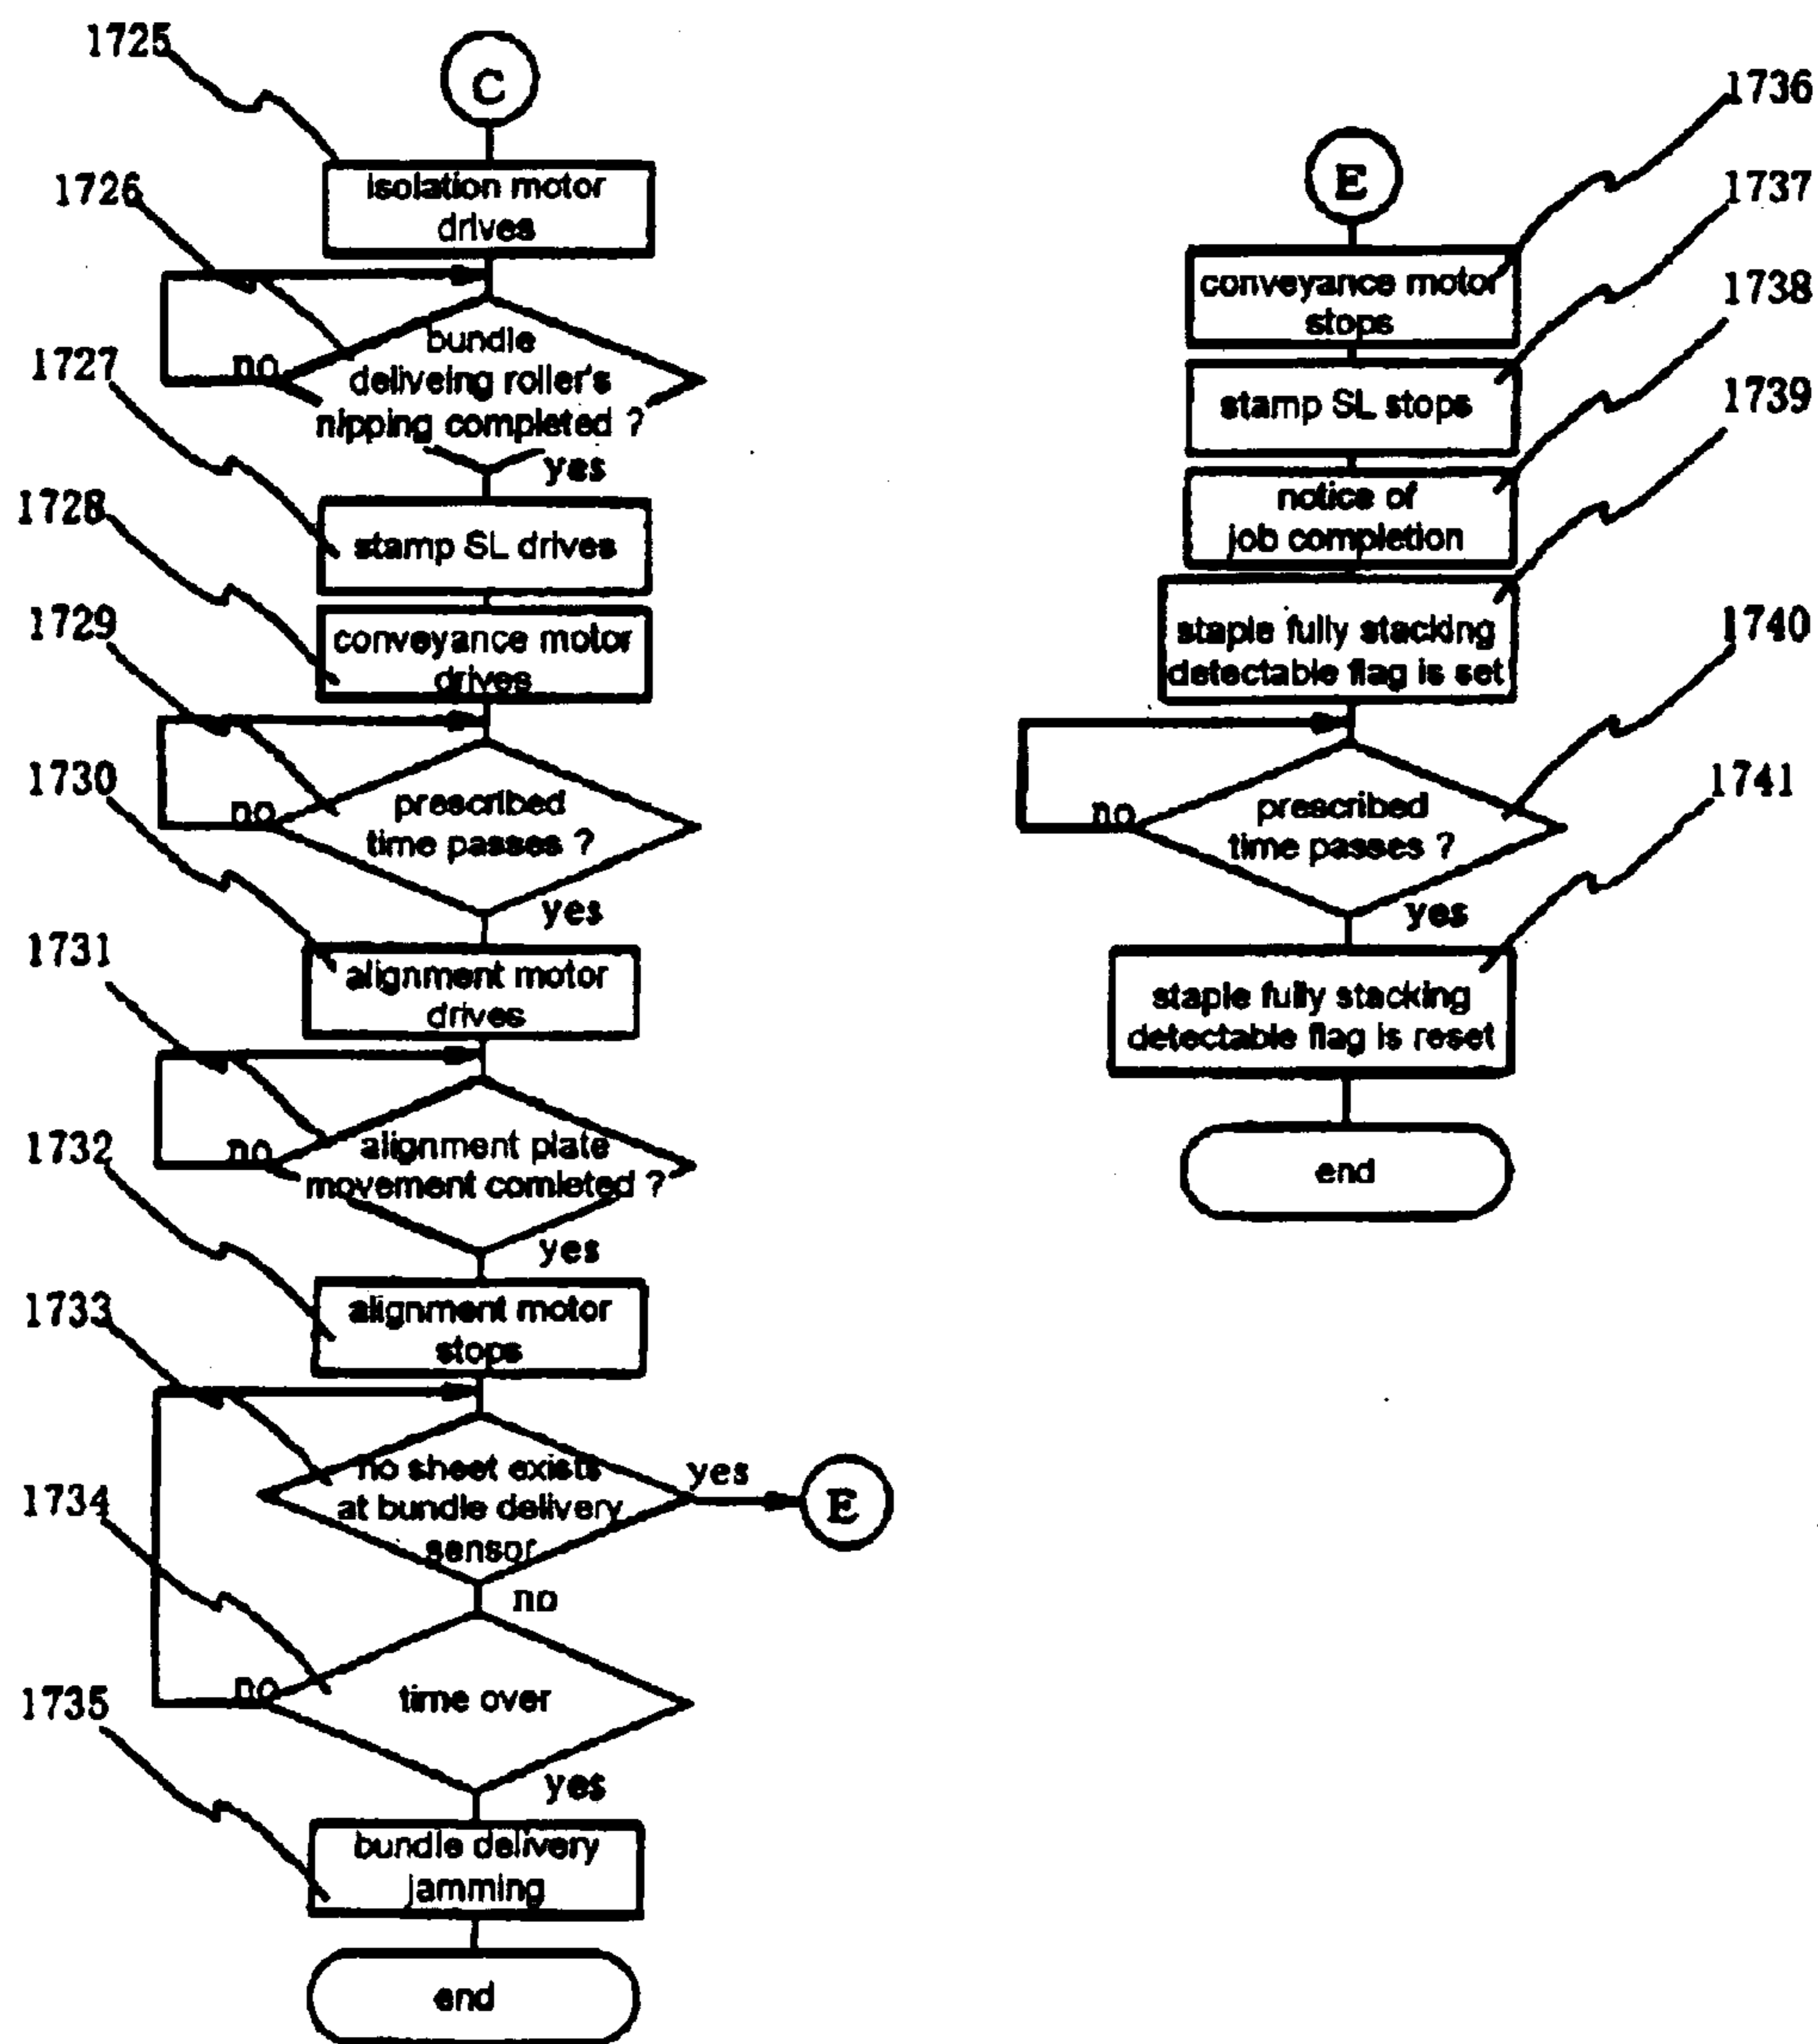 1725
C
isolation motor
drives
1726
bundle
deliveing roller's
nipping completed ?
no
yes
1727
stamp SL drives
1728
conveyance motor
drives
1729
prescribed
time passes ?
no
yes
1730
alignment motor
drives
1731
alignment plate
movement comleted ?
no
yes
1732
alignment motor
stops
1733
no sheet exists
at bundle delivery
sensor
yes
E
no
1734
time over
no
yes
1735
bundle delivery
jamming
end
E
1736
conveyance motor
stops
1737
stamp SL stops
1738
notice of
job completion
1739
staple fully stacking
detectable flag is set
1740
prescribed
time passes ?
no
yes
1741
staple fully stacking
detectable flag is reset
end